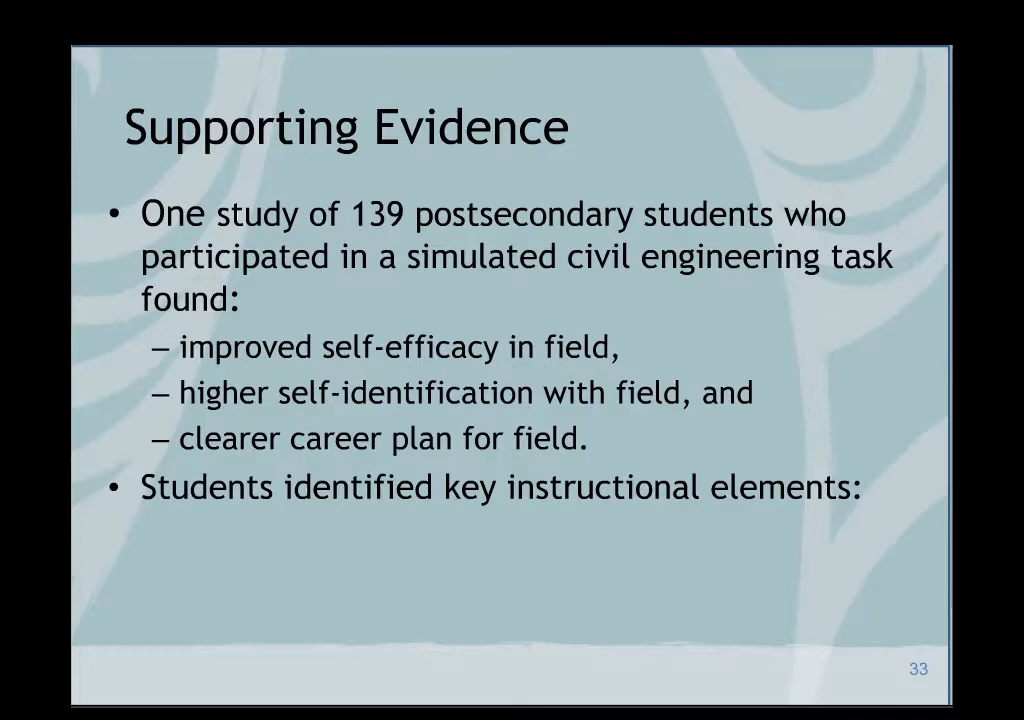 Supporting Evidence
• One study of 139 postsecondary students who
participated in a simulated civil engineering task
found:
– improved self-efficacy in field,
– higher self-identification with field, and
– clearer career plan for field.
• Students identified key instructional elements:
33